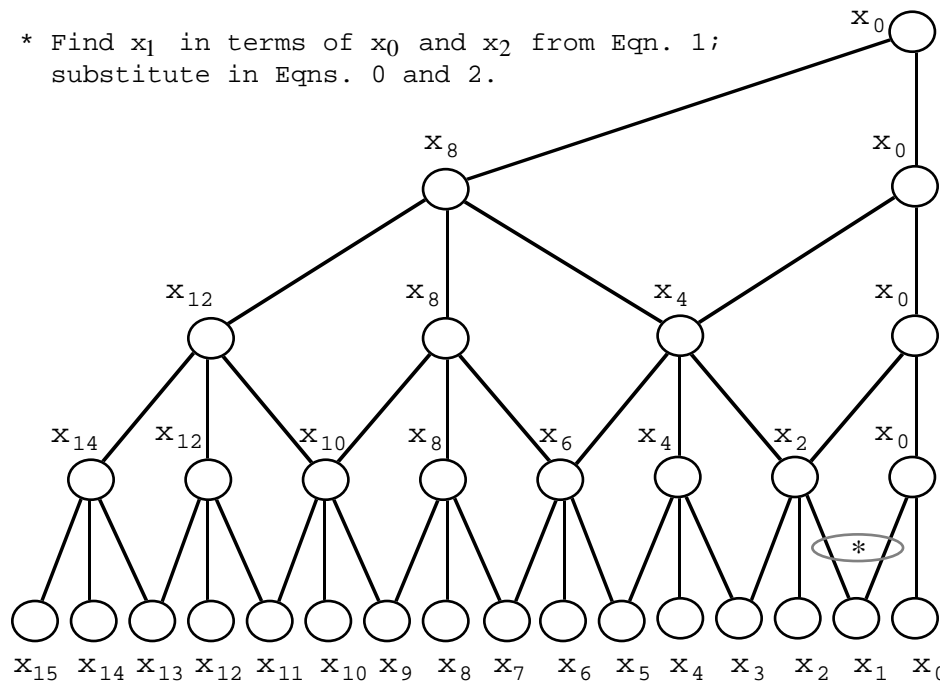 x0
* Find x1 in terms of x0 and x2 from Eqn. 1;
substitute in Eqns. 0 and 2.
x8 x0
x12 x8 x4 x0
x14 x12 x10 x8 x6 x4 x2 x0
*
x15 x14 x13 x12 x11 x10 x9 x8 x7 x6 x5 x4 x3 x2 x1 x0